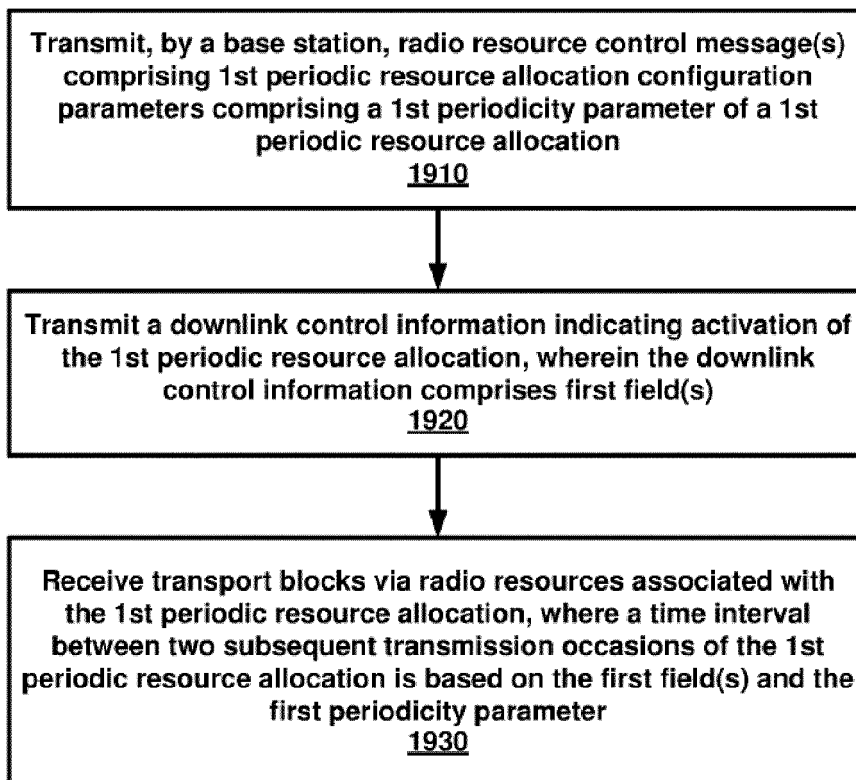 Transmit, by a base station, radio resource control message(s)
comprising 1st periodic resource allocation configuration
parameters comprising a 1st periodicity parameter of a 1st
periodic resource allocation
1910
Transmit a downlink control information indicating activation of
the 1st periodic resource allocation, wherein the downlink
control information comprises first field(s)
1920
Receive transport blocks via radio resources associated with
the 1st periodic resource allocation, where a time interval
between two subsequent transmission occasions of the 1st
periodic resource allocation is based on the first field(s) and the
first periodicity parameter
1930